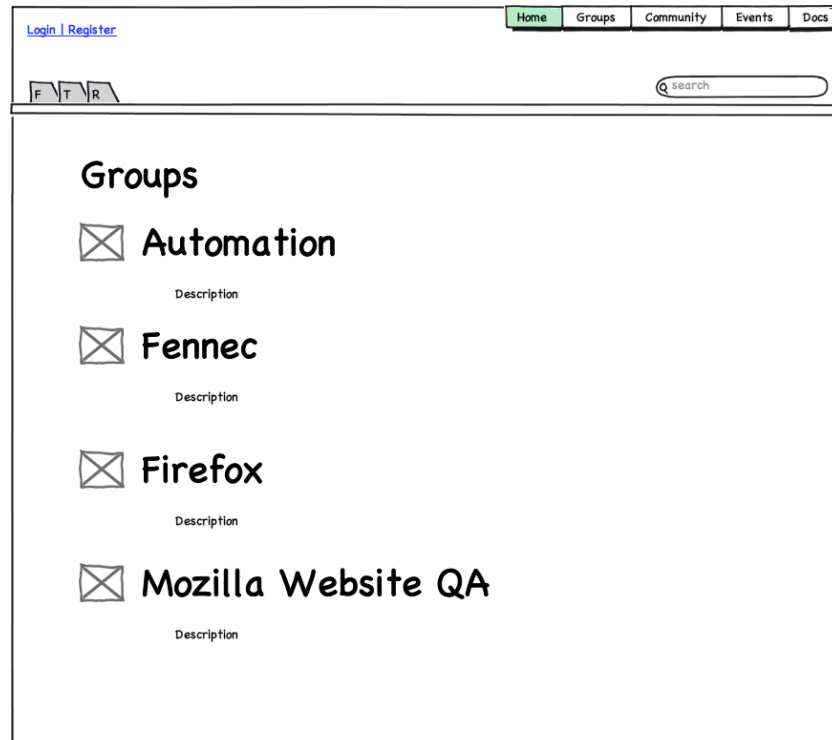 Home Groups Community Events Docs
Login | Register
F T R
search
Groups
Automation
Description
Fennec
Description
Firefox
Description
Mozilla Website QA
Description